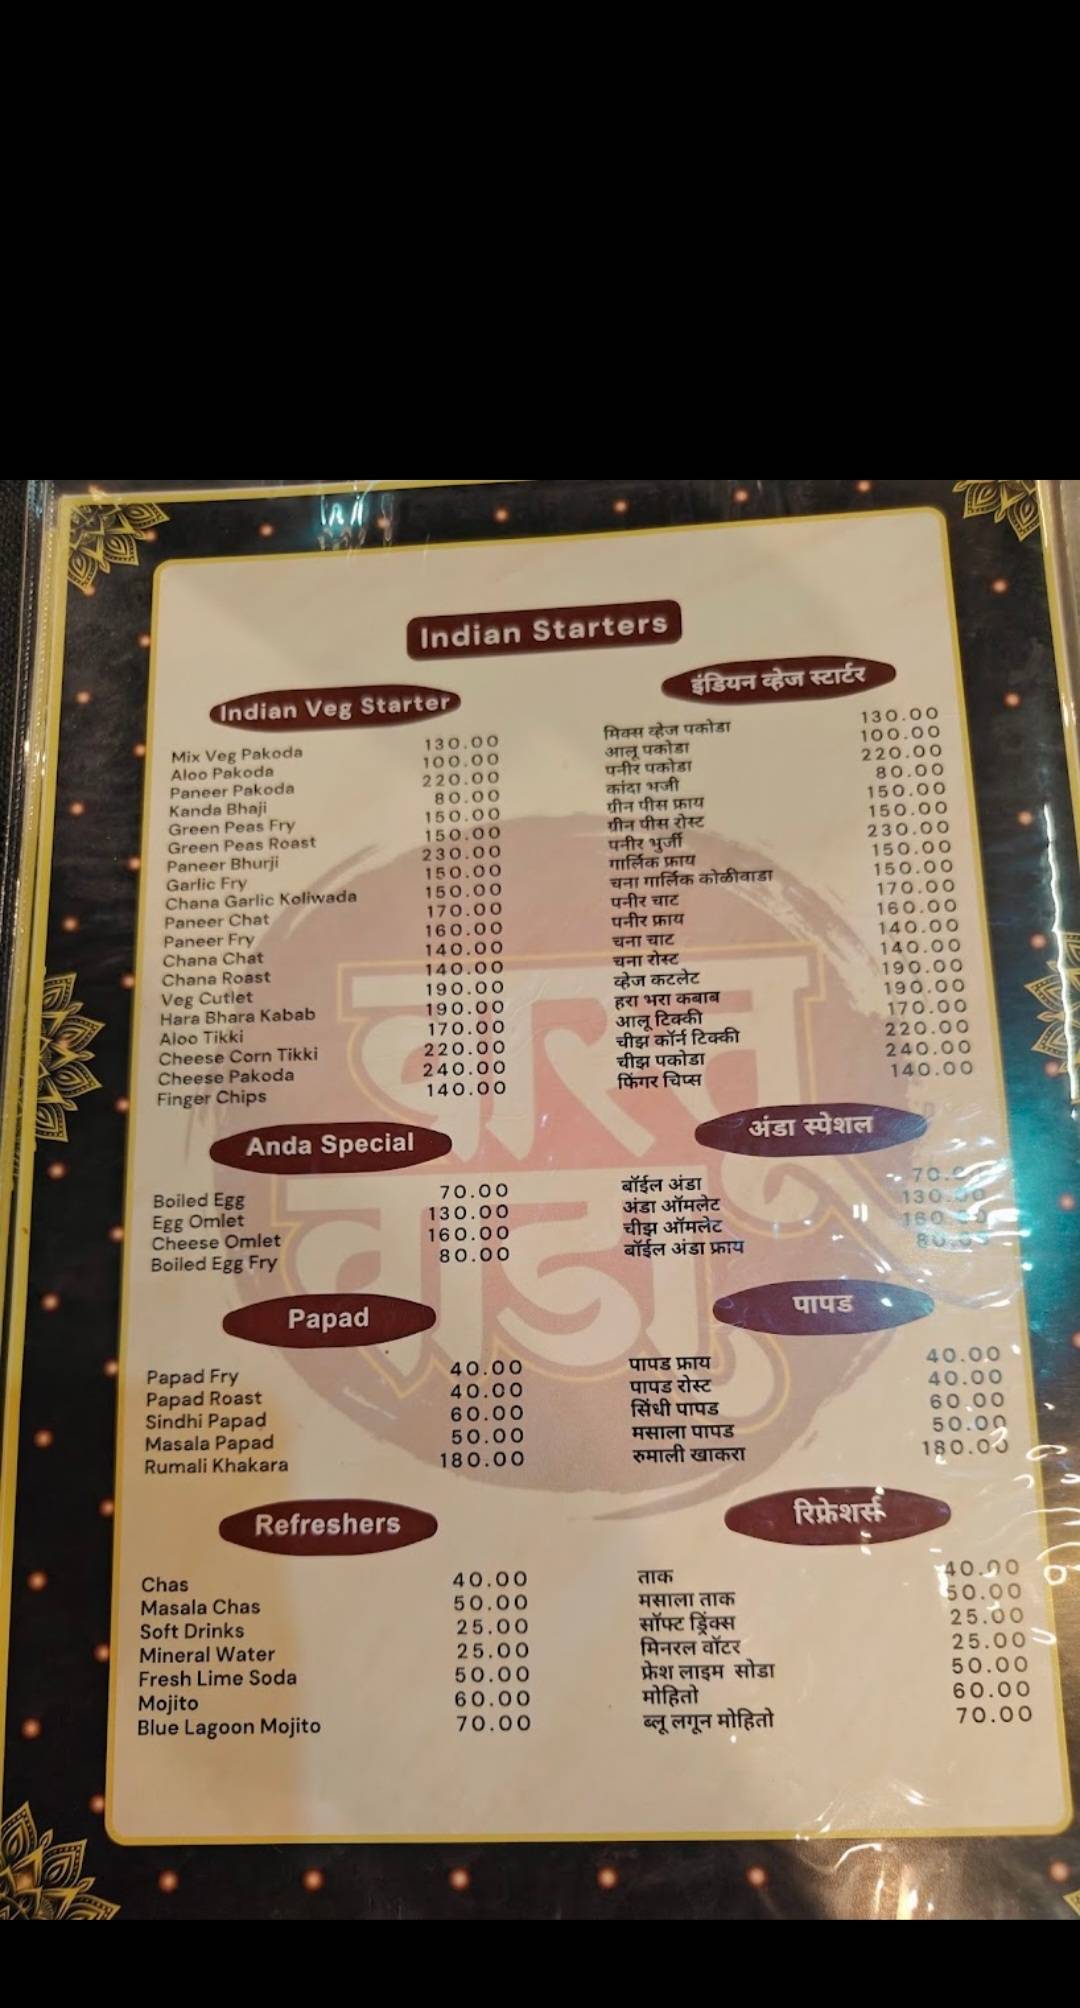 Indian Starters
Indian Veg Starter
Mix Veg Pakoda 130.00
Aloo Pakoda 100.00
Paneer Pakoda 220.00
Kanda Bhaji 80.00
Green Peas Fry 150.00
Green Peas Roast 150.00
Paneer Bhurji 230.00
Garlic Fry 150.00
Chana Garlic Koliwada 150.00
Paneer Chat 170.00
Paneer Fry 160.00
Chana Chat 140.00
Chana Roast 140.00
Veg Cutlet 190.00
Hara Bhara Kabab 190.00
Aloo Tikki 170.00
Cheese Corn Tikki 220.00
Cheese Pakoda 240.00
Finger Chips 140.00
Anda Special
Boiled Egg 70.00
Egg Omlet 130.00
Cheese Omlet 160.00
Boiled Egg Fry 80.00
Papad
Papad Fry 40.00
Papad Roast 40.00
Sindhi Papad 60.00
Masala Papad 50.00
Rumali Khakara 180.00
Refreshers
Chas 40.00
Masala Chas 50.00
Soft Drinks 25.00
Mineral Water 25.00
Fresh Lime Soda 50.00
Mojito 60.00
Blue Lagoon Mojito 70.00
इंडियन व्हेज स्टार्टर
मिक्स व्हेज पकोडा 130.00
आलू पकोडा 100.00
पनीर पकोडा 220.00
कांदा भजी 80.00
ग्रीन पीस फ्राय 150.00
ग्रीन पीस रोस्ट 150.00
पनीर भुर्जी 230.00
गार्लिक फ्राय 150.00
चना गार्लिक कोळीवाडा 150.00
पनीर चाट 170.00
पनीर फ्राय 160.00
चना चाट 140.00
चना रोस्ट 140.00
व्हेज कटलेट 190.00
हरा भरा कबाब 190.00
आलू टिक्की 170.00
चीझ कॉर्न टिक्की 220.00
चीझ पकोडा 240.00
फिंगर चिप्स 140.00
अंडा स्पेशल
बॉईल अंडा 70.00
अंडा ऑमलेट 130.00
चीझ ऑमलेट 160.00
बॉईल अंडा फ्राय 80.00
पापड
पापड फ्राय 40.00
पापड रोस्ट 40.00
सिंधी पापड 60.00
मसाला पापड 50.00
रुमाली खाकरा 180.00
रिफ्रेशर्स
ताक 40.00
मसाला ताक 50.00
सॉफ्ट ड्रिंक्स 25.00
मिनरल वॉटर 25.00
फ्रेश लाइम सोडा 50.00
मोहितो 60.00
ब्लू लगून मोहितो 70.00